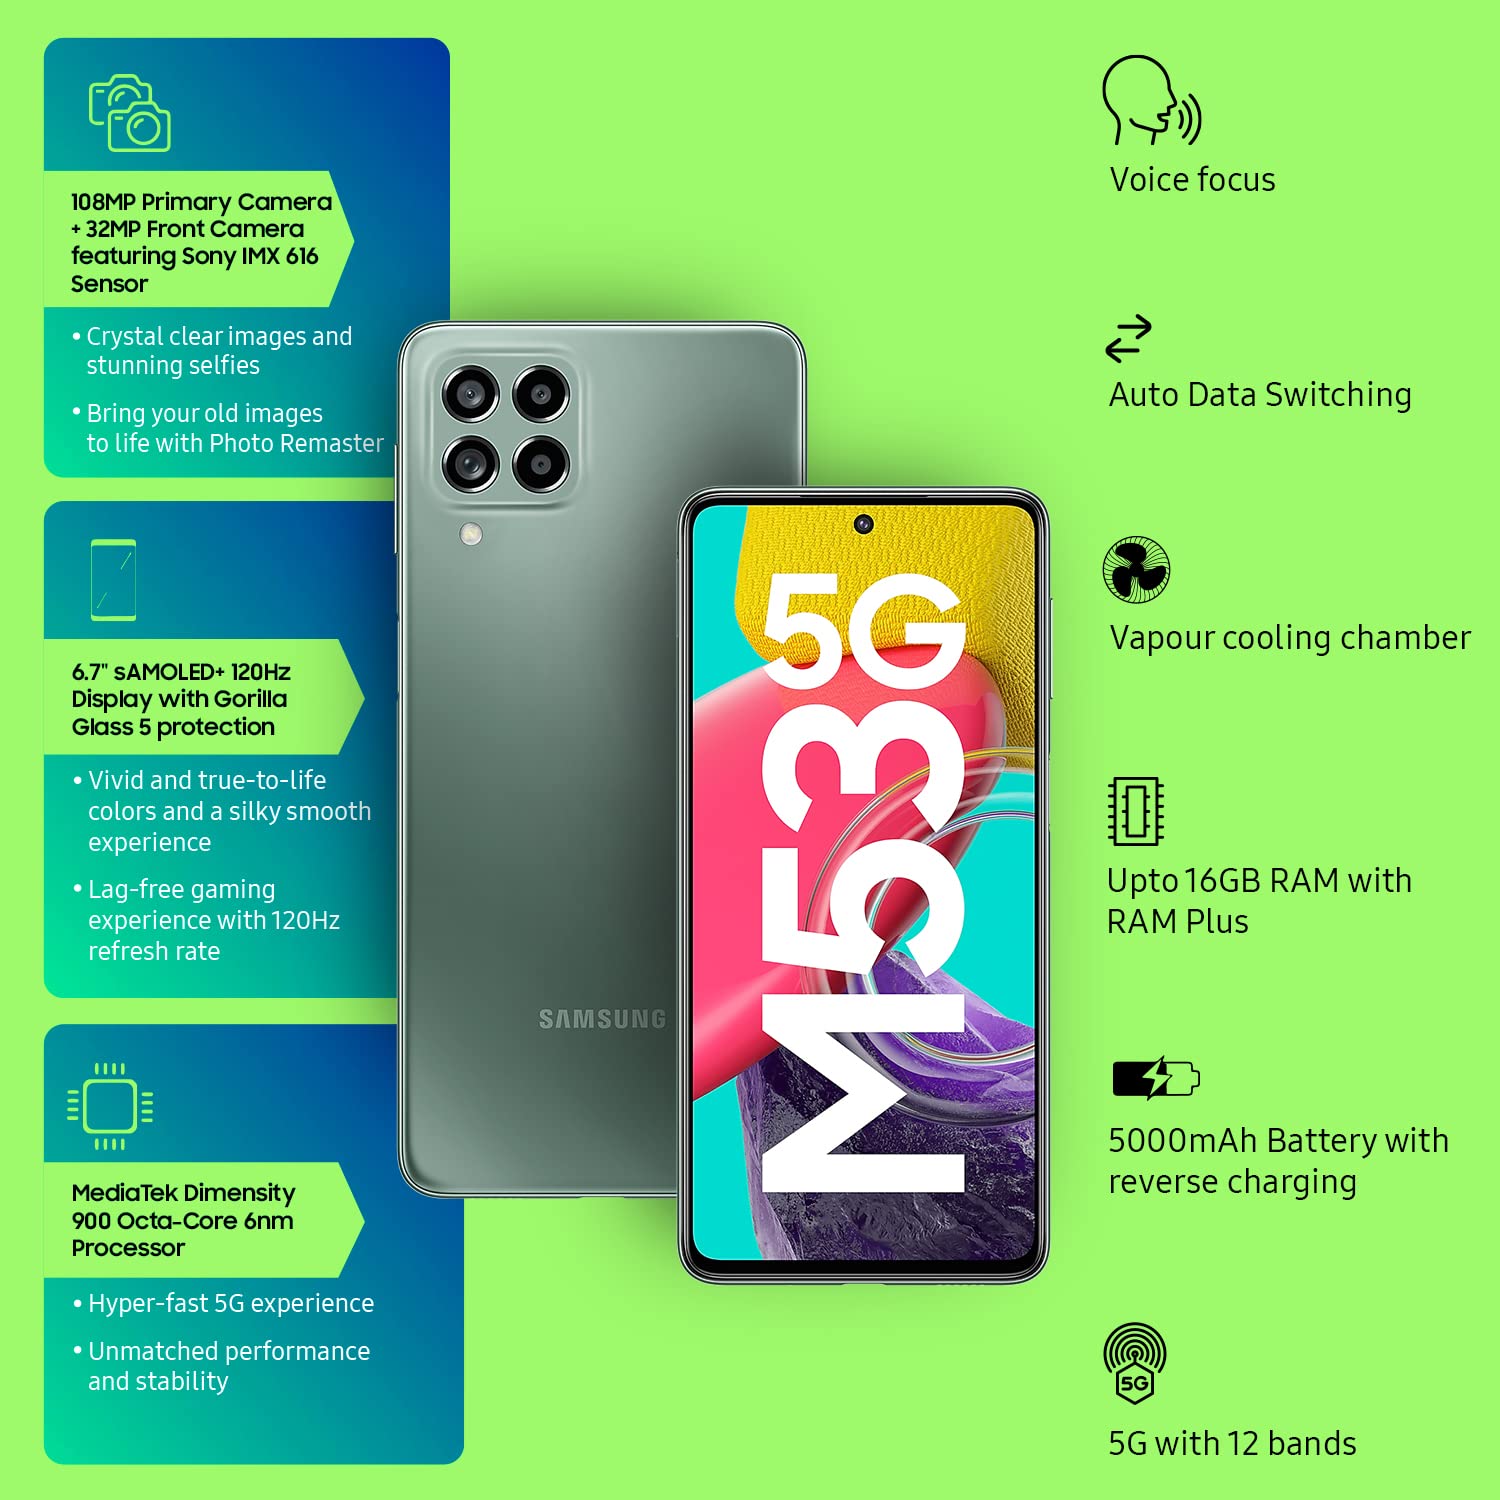 108MP Primary Camera
+ 32MP Front Camera
featuring Sony IMX 616
Sensor
• Crystal clear images and
stunning selfies
• Bring your old images
to life with Photo Remaster
6.7" sAMOLED+ 120Hz
Display with Gorilla
Glass 5 protection
• Vivid and true-to-life
colors and a silky smooth
experience
• Lag-free gaming
experience with 120Hz
refresh rate
MediaTek Dimensity
900 Octa-Core 6nm
Processor
• Hyper-fast 5G experience
• Unmatched performance
and stability
SAMSUNG
M53 5G
Voice focus
Auto Data Switching
Vapour cooling chamber
Upto 16GB RAM with
RAM Plus
5000mAh Battery with
reverse charging
5G
5G with 12 bands